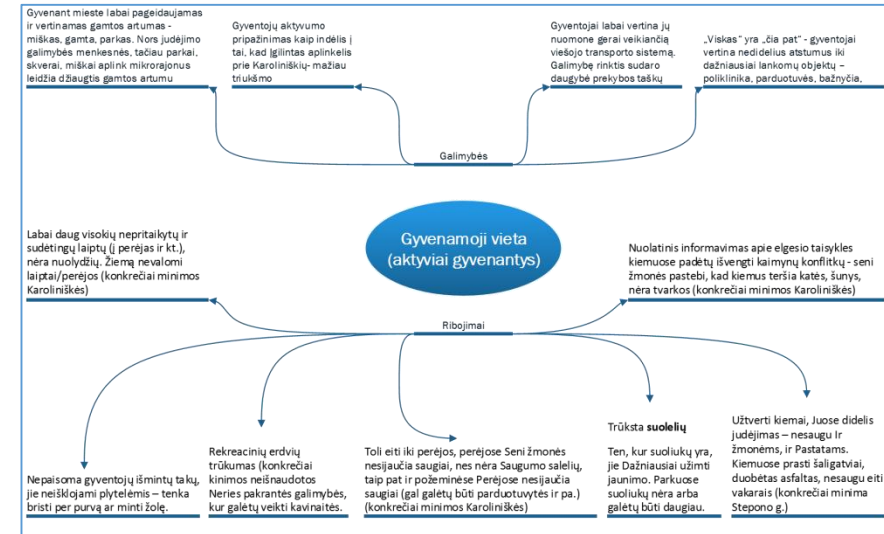 Gyvenant mieste labai pageidaujamas
ir vertinamas gamtos artumas -
miškas, gamta, parkas. Nors judėjimo
galimybės menkesnės, tačiau parkai,
skverai, miškai aplink mikrorajonus
leidžia džiaugtis gamtos artumu
Gyventojų aktyvumo
pripažinimas kaip indėlis į
tai, kad Įgilintas aplinkelis
prie Karoliniškių- mažiau
triukšmo
Gyventojai labai vertina jų
nuomone gerai veikiančią
viešojo transporto sistemą.
Galimybę rinktis sudaro
daugybė prekybos taškų
„Viskas" yra „čia pat" - gyventojai
vertina nedidelius atstumus iki
dažniausiai lankomų objektų –
poliklinika, parduotuvės, bažnyčia,
Galimybės
Gyvenamoji vieta
(aktyviai gyvenantys)
Labai daug visokių nepritaikytų ir
sudėtingų laiptų (į perėjas ir kt.),
nėra nuolydžių. Žiemą nevalomi
laiptai/perėjos (konkrečiai minimos
Karoliniškės)
Nuolatinis informavimas apie elgesio taisykles
kiemuose padėtų išvengti kaimynų konfliktų - seni
žmonės pastebi, kad kiemus teršia katės, šunys,
nėra tvarkos (konkrečiai minimos Karoliniškės)
Ribojimai
Nepaisoma gyventojų išmintų takų,
jie neišklojami plytelėmis – tenka
bristi per purvą ar minti žolę.
Rekreacinių erdvių
trūkumas (konkrečiai
kinimos neišnaudotos
Neries pakrantės galimybės,
kur galėtų veikti kavinaitės.
Toli eiti iki perėjos, perėjose Seni žmonės
nesijaučia saugiai, nes nėra Saugumo salelių,
taip pat ir požeminėse Perėjose nesijaučia
saugiai (gal galėtų būti parduotuvytės ir pa.)
(konkrečiai minimos Karoliniškės)
Trūksta suolelių
Ten, kur suoliukų yra,
jie Dažniausiai užimti
jaunimo. Parkuose
suoliukų nėra arba
galėtų būti daugiau.
Užtverti kiemai, Juose didelis
judėjimas – nesaugu Ir
žmonėms, ir Pastatams.
Kiemuose prasti šaligatviai,
duobėtas asfaltas, nesaugu eiti
vakarais (konkrečiai minima
Stepono g.)